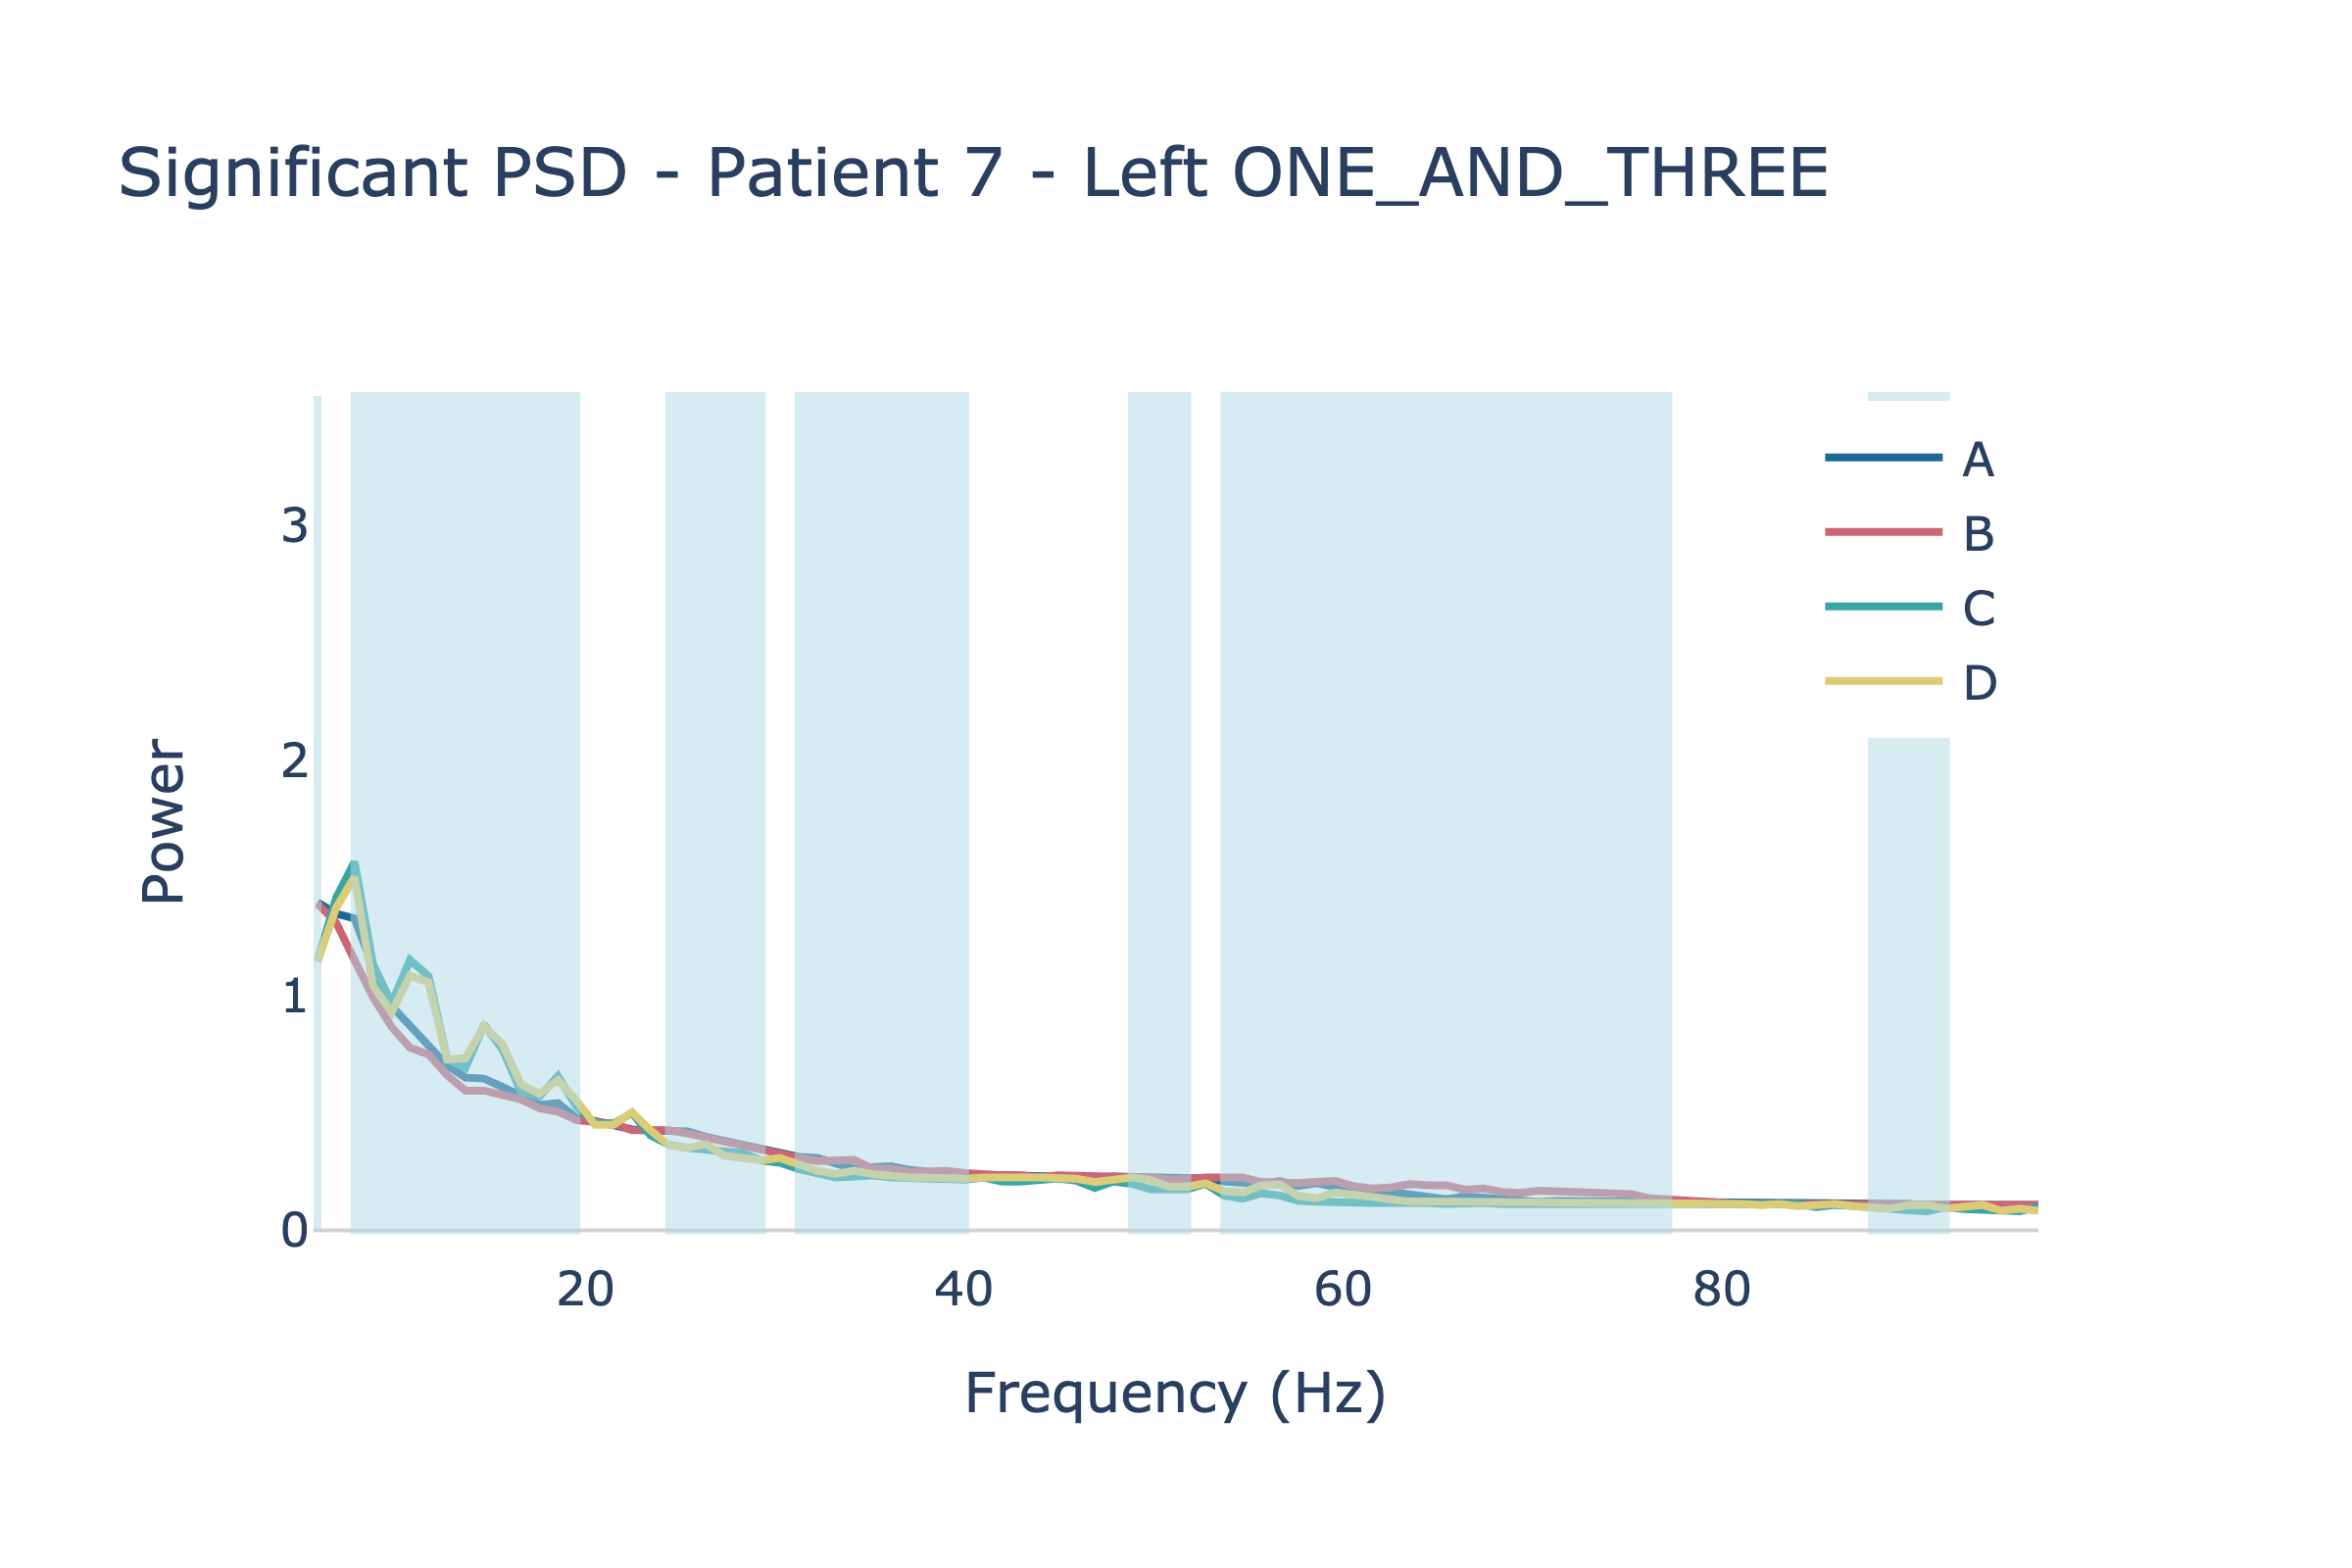 Significant PSD - Patient 7 - Left ONE_AND_THREE
A
B
C
D
3
2
1
0
Power
20 40 60 80
Frequency (Hz)